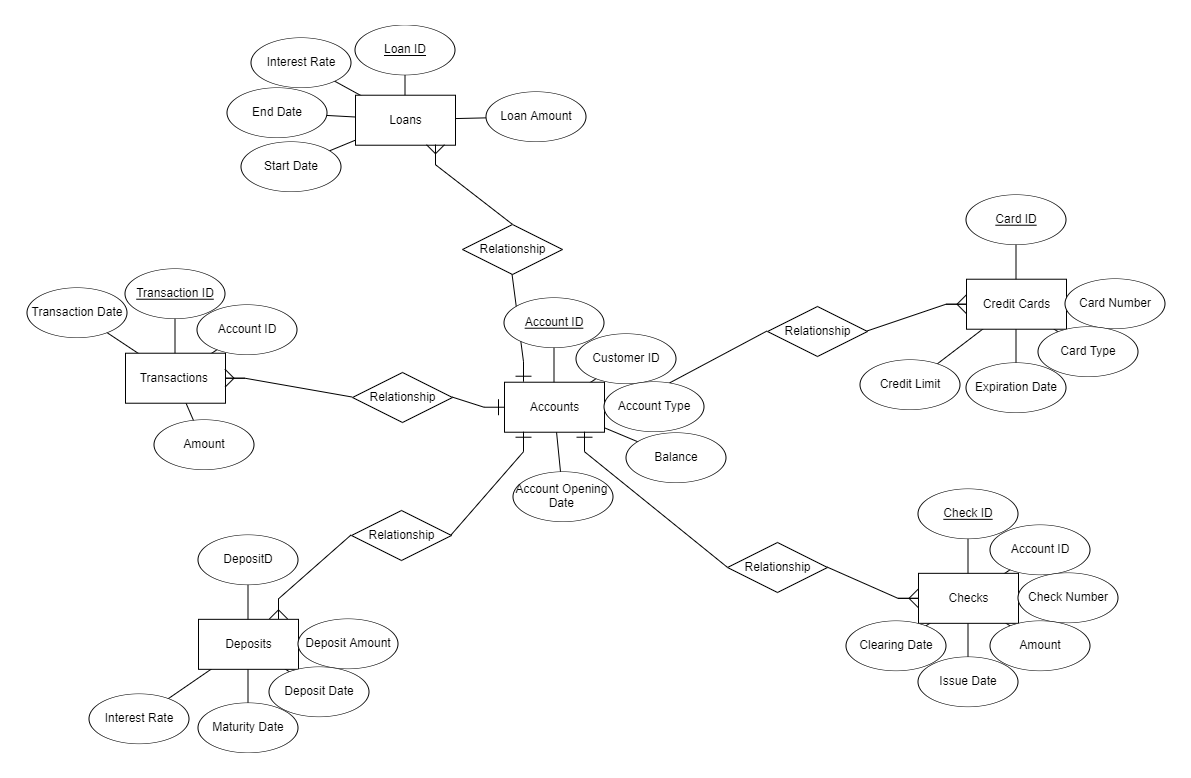 Loan ID
Interest Rate
End Date
Loans
Loan Amount
Start Date
Relationship
Card ID
Credit Cards
Card Number
Relationship
Card Type
Credit Limit
Expiration Date
Transaction ID
Transaction Date
Account ID
Transactions
Relationship
Amount
Account ID
Customer ID
Accounts
Account Type
Balance
Account Opening
Date
Relationship
DepositD
Deposits
Deposit Amount
Deposit Date
Interest Rate
Maturity Date
Relationship
Check ID
Account ID
Checks
Check Number
Clearing Date
Amount
Issue Date